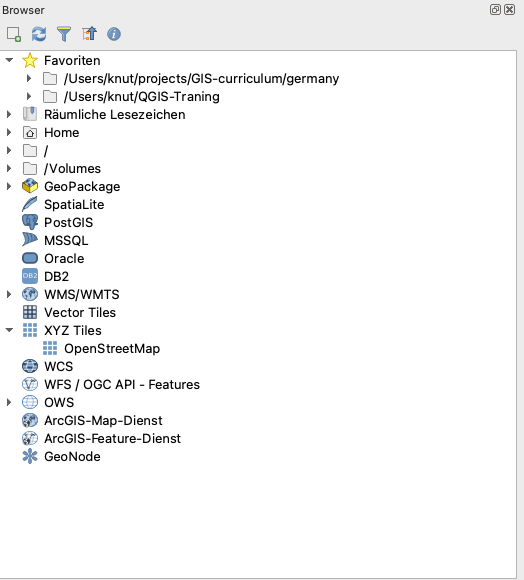 Browser
Favoriten
/Users/knut/projects/GIS-curriculum/germany
/Users/knut/QGIS-Traning
Räumliche Lesezeichen
Home
/
/Volumes
GeoPackage
SpatiaLite
PostGIS
MSSQL
Oracle
DB2 DB2
WMS/WMTS
Vector Tiles
XYZ Tiles
OpenStreetMap
WCS
WFS / OGC API - Features
OWS
ArcGIS-Map-Dienst
ArcGIS-Feature-Dienst
GeoNode